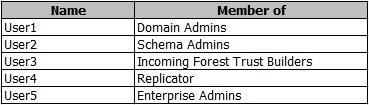 Name Member of
User1 Domain Admins
User2 Schema Admins
User3 Incoming Forest Trust Builders
User4 Replicator
User5 Enterprise Admins